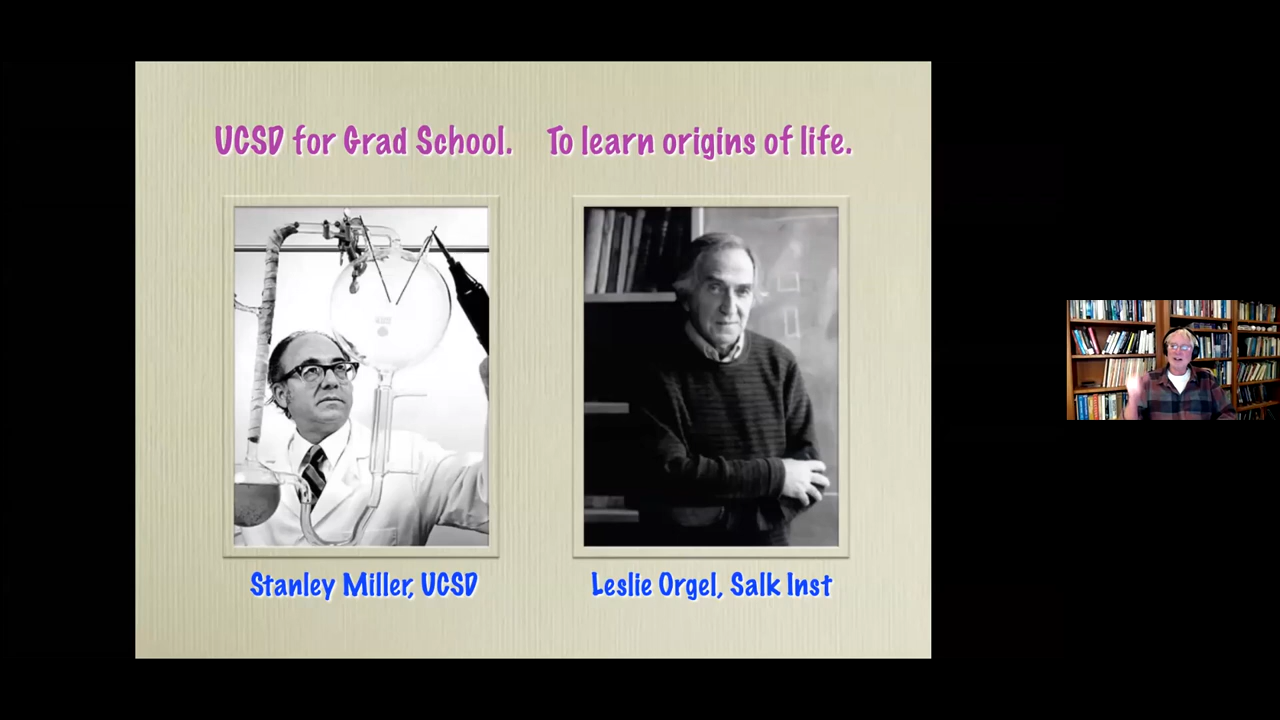 UCSD for Grad School. To learn origins of life.
Stanley Miller, UCSD
Leslie Orgel, Salk Inst